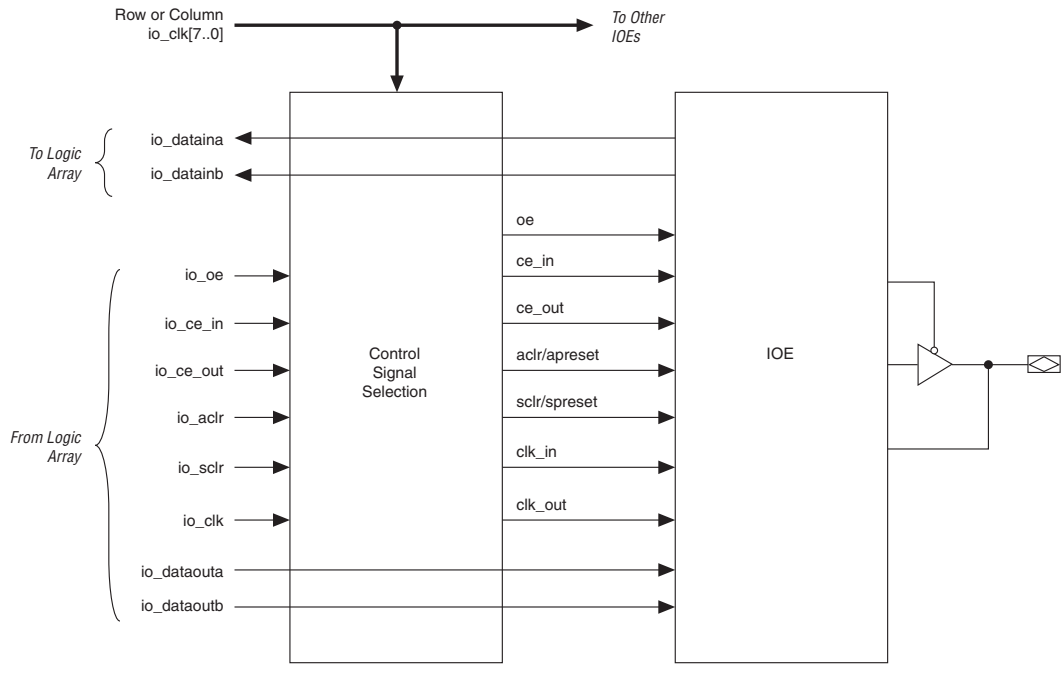 Row or Column
io_clk[7..0]
To Other
IOEs
To Logic
Array
io_dataina
io_datainb
From Logic
Array
io_oe
io_ce_in
io_ce_out
io_aclr
io_sclr
io_clk
io_dataouta
io_dataoutb
Control
Signal
Selection
oe
ce_in
ce_out
aclr/apreset
sclr/spreset
clk_in
clk_out
IOE